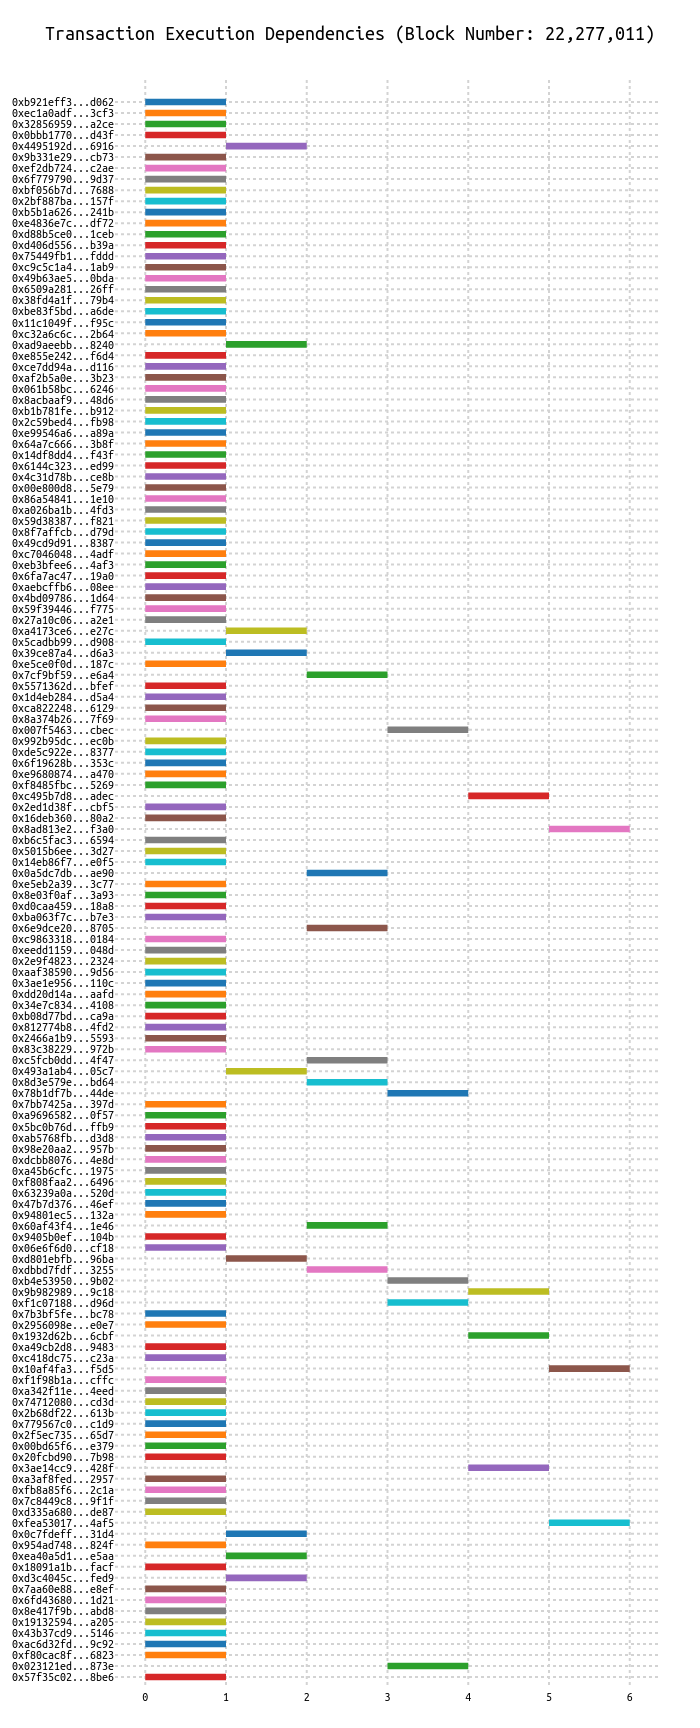 Transaction Execution Dependencies (Block Number: 22,277,011)
0xb921eff3...d062
0xec1a0adf...3cf3
0x32856959...a2ce
0x0bbb1770...d43f
0x4495192d...6916
0x9b331e29...cb73
0xef2db724...c2ae
0x6f779790...9d37
0xbf056b7d...7688
0x2bf887ba...157f
0xb5b1a626...241b
0xe4836e7c...df72
0xd88b5ce0...1ceb
0xd406d556...b39a
0x75449fb1...fddd
0xc9c5c1a4...1ab9
0x49b63ae5...0bda
0x6509a281...26ff
0x38fd4a1f...79b4
0xbe83f5bd...a6de
0x11c1049f...f95c
0xc32a6c6c...2b64
0xad9aeebb...8240
0xe855e242...f6d4
0xce7dd94a...d116
0xaf2b5a0e...3b23
0x061b58bc...6246
0x8acbaaf9...48d6
0xb1b781fe...b912
0x2c59bed4...fb98
0xe99546a6...a89a
0x64a7c666...3b8f
0x14df8dd4...f43f
0x6144c323...ed99
0x4c31d78b...ce8b
0x00e800d8...5e79
0x86a54841...1e10
0xa026ba1b...4fd3
0x59d38387...f821
0x8f7affcb...d79d
0x49cd9d91...8387
0xc7046048...4adf
0xeb3bfee6...4af3
0x6fa7ac47...19a0
0xaebcffb6...08ee
0x4bd09786...1d64
0x59f39446...f775
0x27a10c06...a2e1
0xa4173ce6...e27c
0x5cadbb99...d908
0x39ce87a4...d6a3
0xe5ce0f0d...187c
0x7cf9bf59...e6a4
0x5571362d...bfef
0x1d4eb284...d5a4
0xca822248...6129
0x8a374b26...7f69
0x007f5463...cbec
0x992b95dc...ec0b
0xde5c922e...8377
0x6f19628b...353c
0xe9680874...a470
0xf8485fbc...5269
0xc495b7d8...adec
0x2ed1d38f...cbf5
0x16deb360...80a2
0x8ad813e2...f3a0
0xb6c5fac3...6594
0x5015b6ee...3d27
0x14eb86f7...e0f5
0x0a5dc7db...ae90
0xe5eb2a39...3c77
0x8e03f0af...3a93
0xd0caa459...18a8
0xba063f7c...b7e3
0x6e9dce20...8705
0xc9863318...0184
0xeedd1159...048d
0x2e9f4823...2324
0xaaf38590...9d56
0x3ae1e956...110c
0xdd20d14a...aafd
0x34e7c834...4108
0xb08d77bd...ca9a
0x812774b8...4fd2
0x2466a1b9...5593
0x83c38229...972b
0xc5fcb0dd...4f47
0x493a1ab4...05c7
0x8d3e579e...bd64
0x78b1df7b...44de
0x7bb7425a...397d
0xa9696582...0f57
0x5bc0b76d...ffb9
0xab5768fb...d3d8
0x98e20aa2...957b
0xdcbb8076...4e8d
0xa45b6cfc...1975
0xf808faa2...6496
0x63239a0a...520d
0x47b7d376...46ef
0x94801ec5...132a
0x60af43f4...1e46
0x9405b0ef...104b
0x06e6f6d0...cf18
0xd801ebfb...96ba
0xdbbd7fdf...3255
0xb4e53950...9b02
0x9b982989...9c18
0xf1c07188...d96d
0x7b3bf5fe...bc78
0x2956098e...e0e7
0x1932d62b...6cbf
0xa49cb2d8...9483
0xc418dc75...c23a
0x10af4fa3...f5d5
0xf1f98b1a...cffc
0xa342f11e...4eed
0x74712080...cd3d
0x2b68df22...613b
0x779567c0...c1d9
0x2f5ec735...65d7
0x00bd65f6...e379
0x20fcbd90...7b98
0x3ae14cc9...428f
0xa3af8fed...2957
0xfb8a85f6...2c1a
0x7c8449c8...9f1f
0xd335a680...de87
0xfea53017...4af5
0x0c7fdeff...31d4
0x954ad748...824f
0xea40a5d1...e5aa
0x18091a1b...facf
0xd3c4045c...fed9
0x7aa60e88...e8ef
0x6fd43680...1d21
0x8e417f9b...abd8
0x19132594...a205
0x43b37cd9...5146
0xac6d32fd...9c92
0xf80cac8f...6823
0x023121ed...873e
0x57f35c02...8be6
0 1 2 3 4 5 6